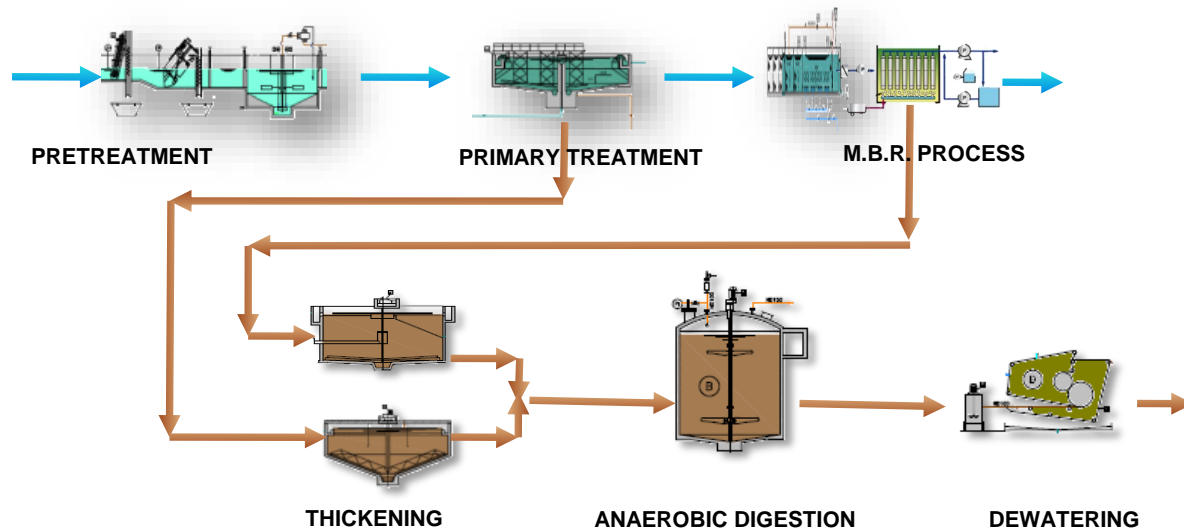 PRETREATMENT
PRIMARY TREATMENT
M.B.R. PROCESS
P
P
B
D
THICKENING
ANAEROBIC DIGESTION
DEWATERING